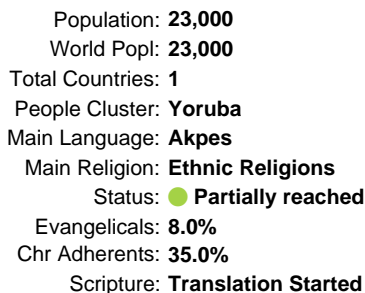 Population: 23,000
World Popl: 23,000
Total Countries: 1
People Cluster: Yoruba
Main Language: Akpes
Main Religion: Ethnic Religions
Status: Partially reached
Evangelicals: 8.0%
Chr Adherents: 35.0%
Scripture: Translation Started